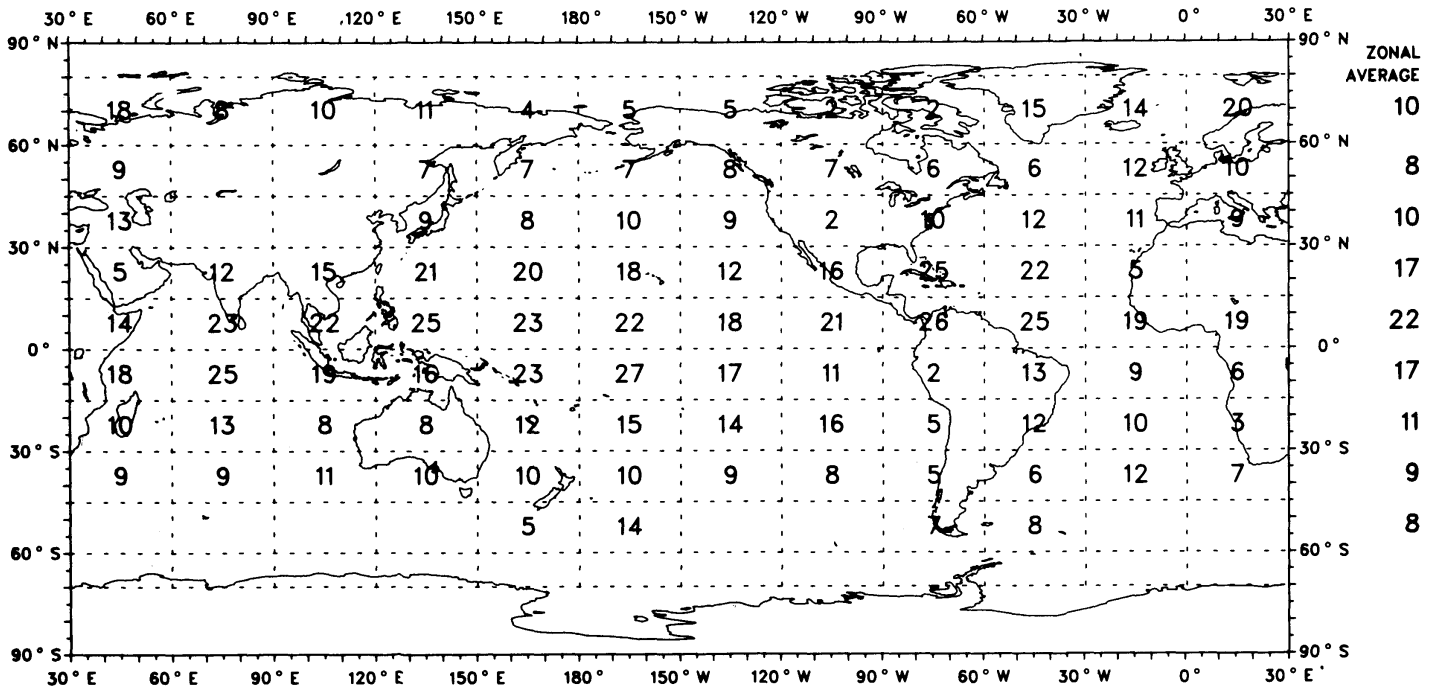 30° E 60° E 90° E 120° E 150° E 180° 150° W 120° W 90° W 60° W 30° W 0° 30° E
90° N 90° N
ZONAL
AVERAGE
18 8 10 11 4 5 5 2 2 15 14 20 10
60° N 60° N
9 7 7 7 8 7 6 6 12 10 8
13 9 8 10 9 2 10 12 11 9 10
30° N 30° N
5 12 15 21 20 18 12 16 25 22 5 17
14 23 22 25 23 22 18 21 26 25 19 19 22
0° 0°
18 25 19 16 23 27 17 11 2 13 9 6 17
10 13 8 8 12 15 14 16 5 12 10 3 11
30° S 30° S
9 9 11 10 10 10 9 8 5 6 12 7 9
5 14 8 8
60° S 60° S
90° S 90° S
30° E 60° E 90° E 120° E 150° E 180° 150° W 120° W 90° W 60° W 30° W 0° 30° E